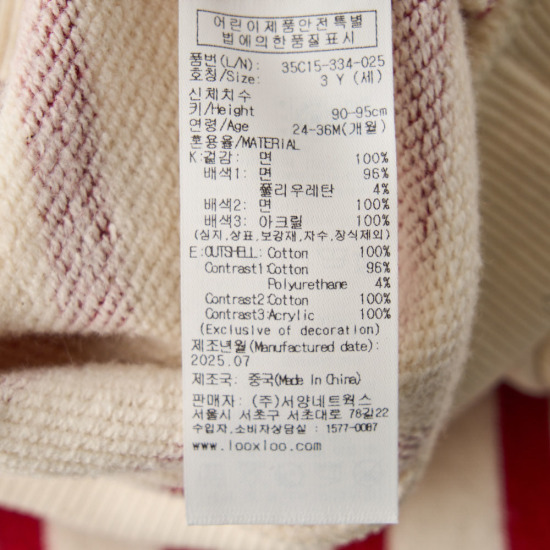 어린이제품안전특별
법에의한품질표시
품번(L/N): 35C15-334-025
호칭/Size: 3 Y (세)
신체치수
키/Height 90-95cm
연령/Age 24-36M(개월)
혼용율/MATERIAL
K:겉감: 면 100%
배색1: 면 96%
폴리우레탄 4%
배색2: 면 100%
배색3: 아크릴 100%
(심지,상표,보강재,자수,장식제외)
E:OUTSHELL:Cotton 100%
Contrast1:Cotton 96%
Polyurethane 4%
Contrast2:Cotton 100%
Contrast3:Acrylic 100%
(Exclusive of decoration)
제조년월(Manufactured date):
2025.07
제조국: 중국(Made In China)
판매자: (주)서양네트웍스
서울시 서초구 서초대로 78길22
수입자,소비자상담실 : 1577-0087
www.looxloo.com